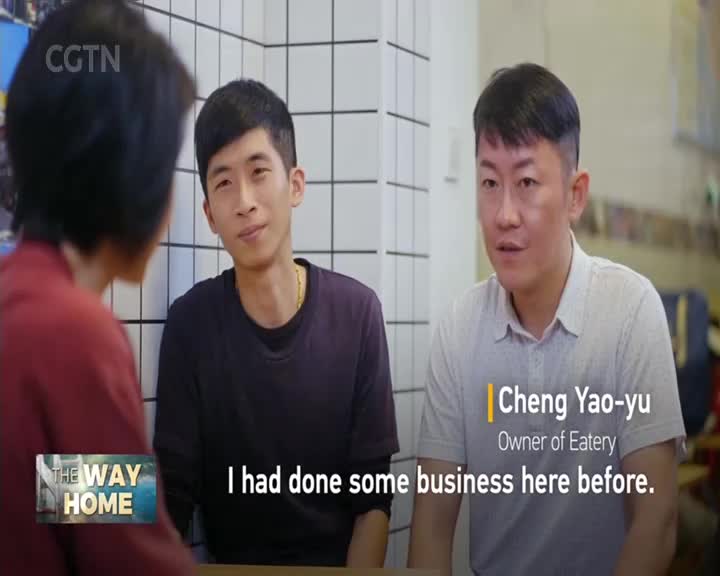 CGTN
Cheng Yao-yu
Owner of Eatery
I had done some business here before.
THE WAY
HOME